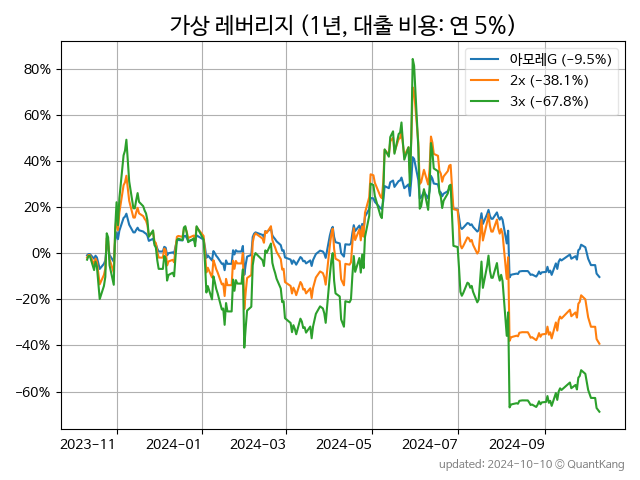 가상 레버리지 (1년, 대출 비용: 연 5%)
아모레G (−9.5%)
2x (−38.1%)
3x (−67.8%)
80%
60%
40%
20%
0%
−20%
−40%
−60%
2023-11
2024-01
2024-03
2024-05
2024-07
2024-09
updated: 2024-10-10 © QuantKang